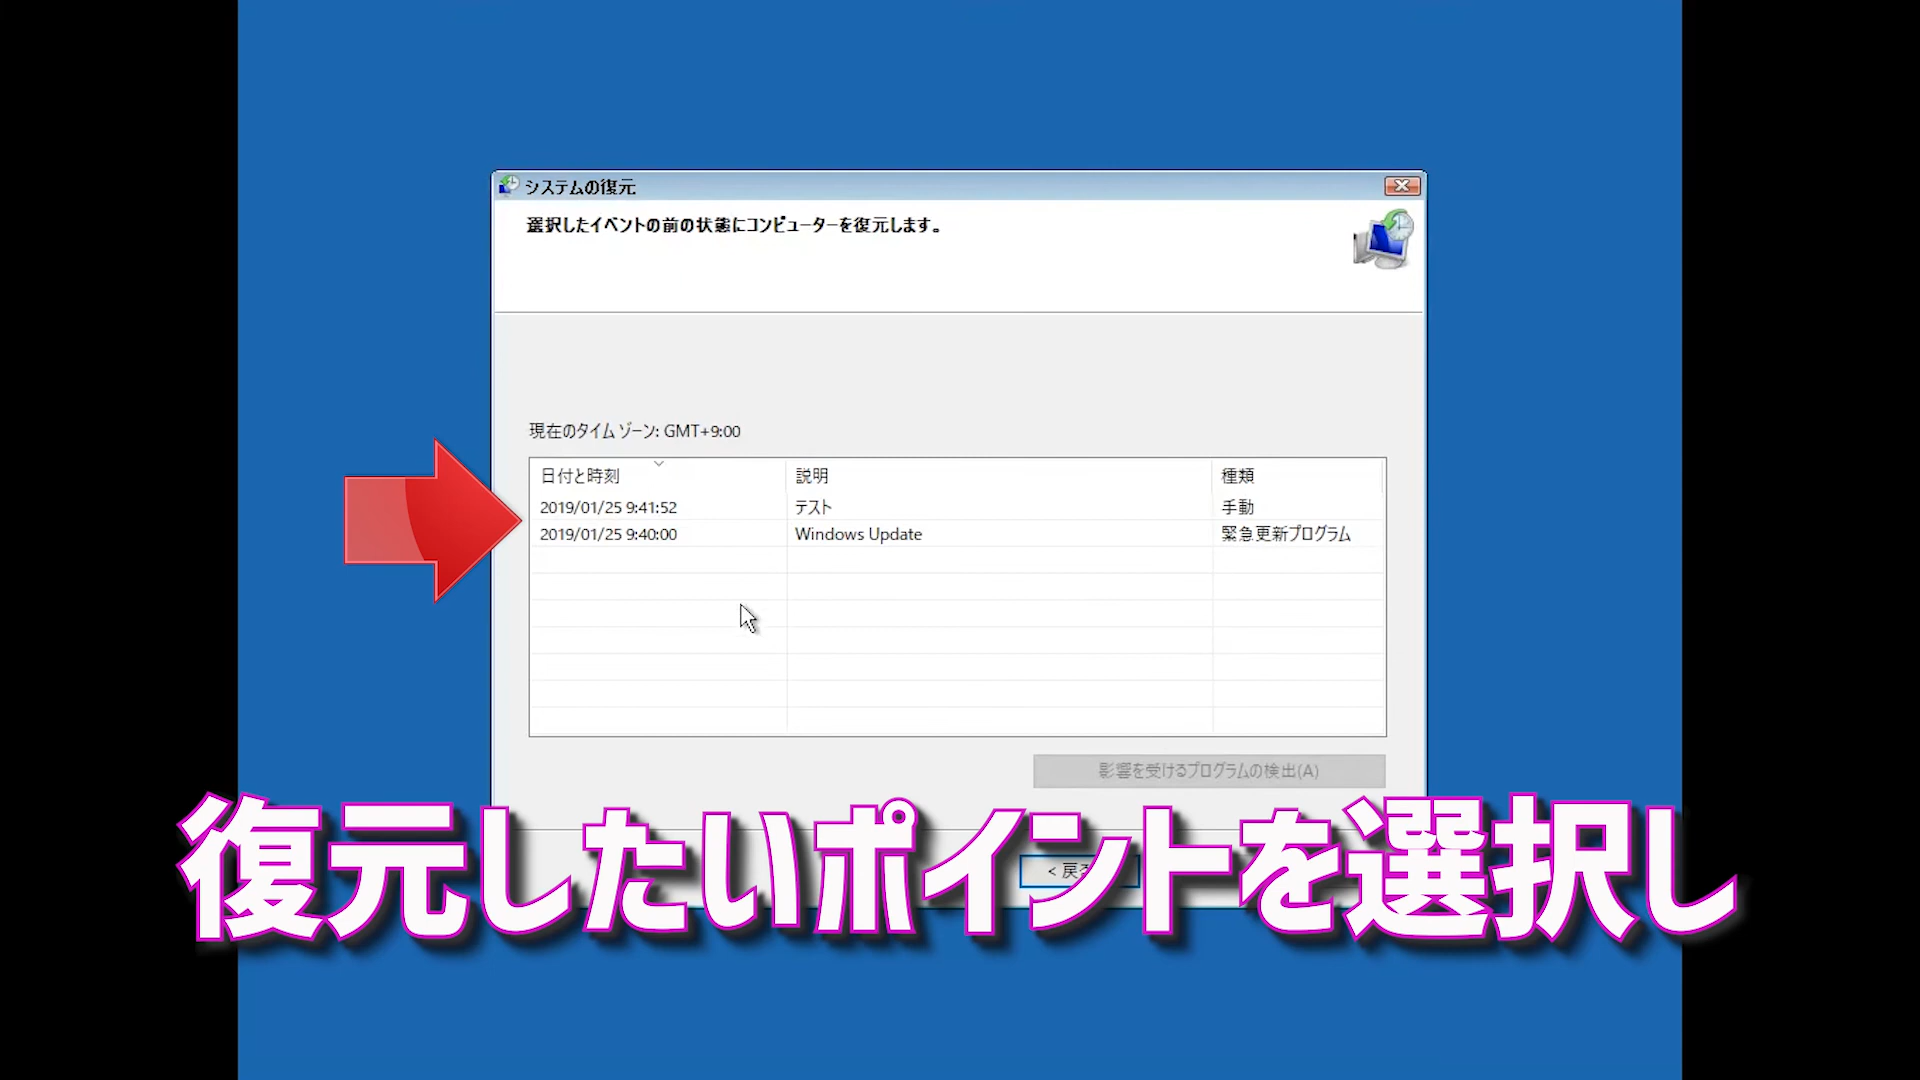 システムの復元
選択したイベントの前の状態にコンピューターを復元します。
現在のタイム ゾーン: GMT+9:00
日付と時刻 説明 種類
2019/01/25 9:41:52 テスト 手動
2019/01/25 9:40:00 Windows Update 緊急更新プログラム
影響を受けるプログラムの検出(A)
< 戻
復元したいポイントを選択し